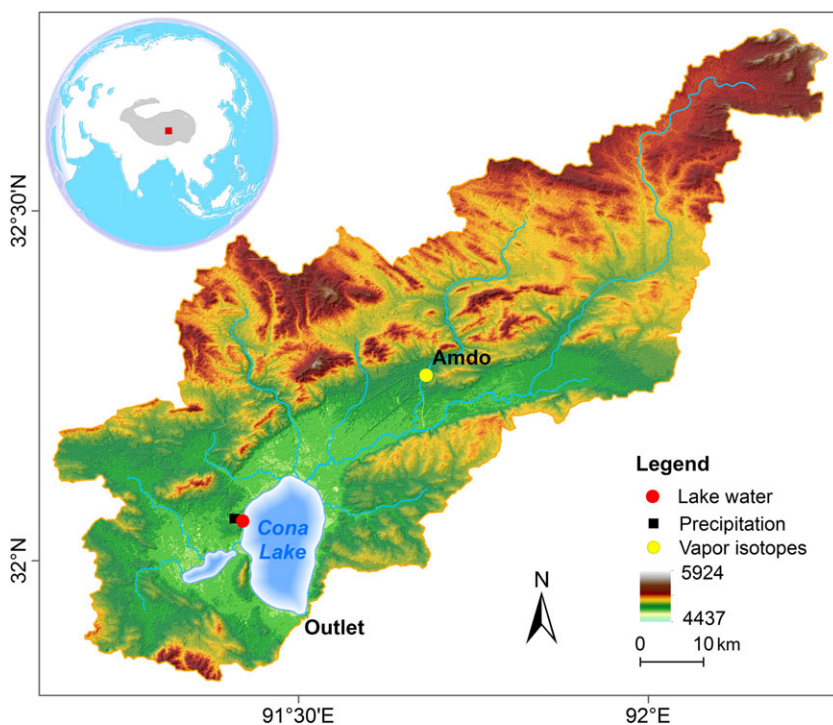 32°30'N
Amdo
Legend
Lake water
Precipitation
Vapor isotopes
Cona
Lake
32°N
5924
4437
N
Outlet
0 10 km
91°30'E
92°E